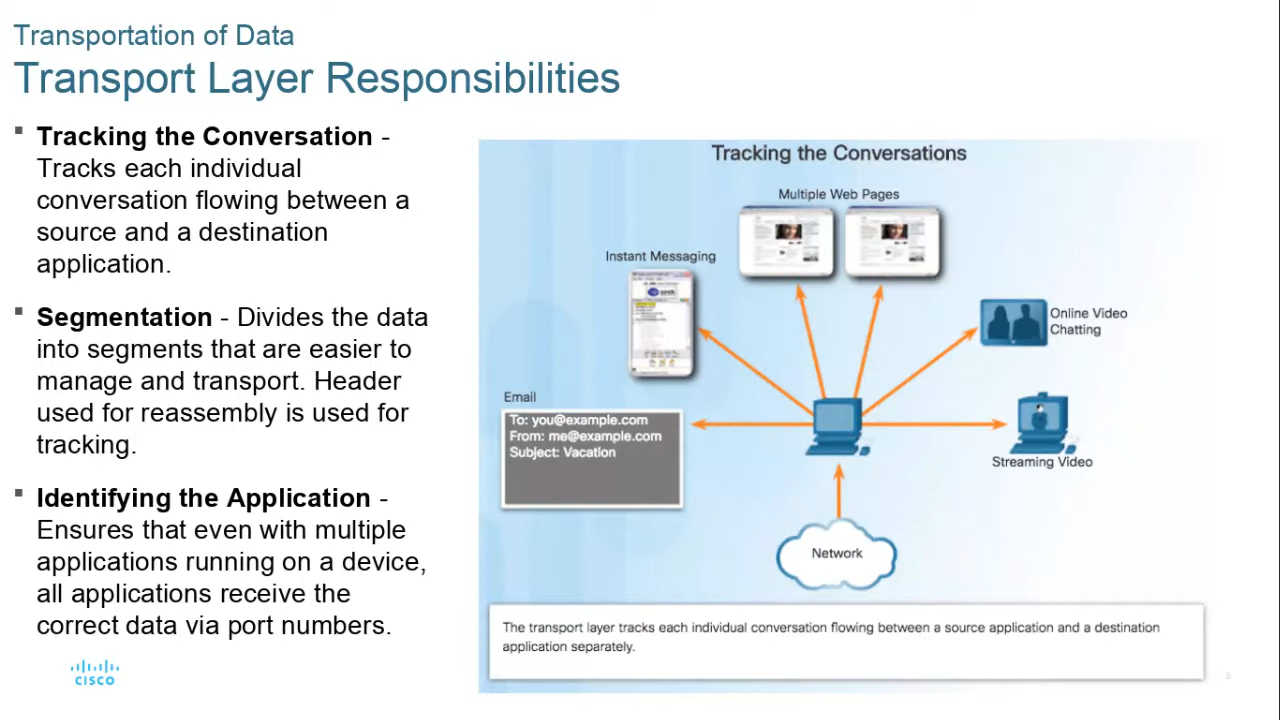 Transportation of Data
Transport Layer Responsibilities
Tracking the Conversation -
Tracks each individual
conversation flowing between a
source and a destination
application.
Segmentation - Divides the data
into segments that are easier to
manage and transport. Header
used for reassembly is used for
tracking.
Identifying the Application -
Ensures that even with multiple
applications running on a device,
all applications receive the
correct data via port numbers.
CISCO
Tracking the Conversations
Multiple Web Pages
Instant Messaging
Online Video
Chatting
Email
To: you@example.com
From: me@example.com
Subject: Vacation
Streaming Video
Network
The transport layer tracks each individual conversation flowing between a source application and a destination
application separately.